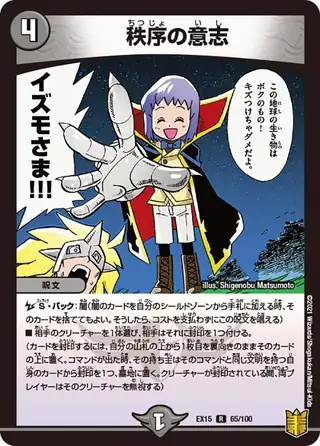 4
ちつじょ いし
秩序の意志
この地球の生き物は
ボクのもの!
キズつけちゃダメだよ。
イズモさま!!!
illus. Shigenobu Matsumoto
呪文
S・バック:闇(闇のカードを自分のシールドゾーンから手札に加える時、そ
のカードを捨ててもよい。そうしたら、コストを支払わずにこの呪文を唱える)
■相手のクリーチャーを1体選び、相手はそれに封印を1つ付ける。
(カードを封印するには、自分の山札の上から1枚目を裏向きのままそのカード
の上に置く。コマンドが出た時、その持ち主はそのコマンドと同じ文明を持つ自
身のカードから封印を1つ、墓地に置く。クリーチャーが封印されている間、両プ
レイヤーはそのクリーチャーを無視する)
EX15 R 65/100